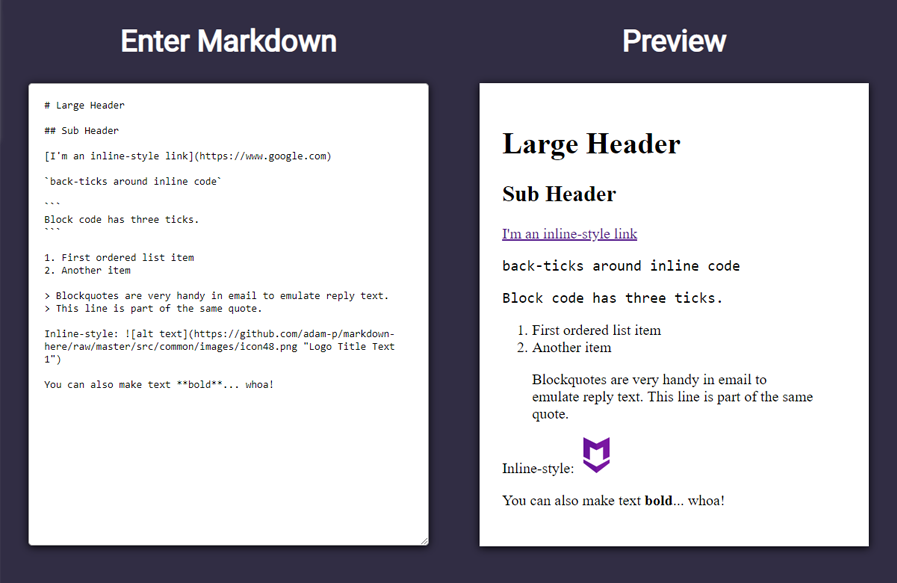 Enter Markdown
# Large Header
## Sub Header
[I'm an inline-style link](https://www.google.com)
`back-ticks around inline code`
```
Block code has three ticks.
```
1. First ordered list item
2. Another item
> Blockquotes are very handy in email to emulate reply text.
> This line is part of the same quote.
Inline-style: ![alt text](https://github.com/adam-p/markdown-
here/raw/master/src/common/images/icon48.png "Logo Title Text
1")
You can also make text **bold**... whoa!
Preview
Large Header
Sub Header
I'm an inline-style link
back-ticks around inline code
Block code has three ticks.
1. First ordered list item
2. Another item
Blockquotes are very handy in email to
emulate reply text. This line is part of the same
quote.
Inline-style:
You can also make text bold... whoa!